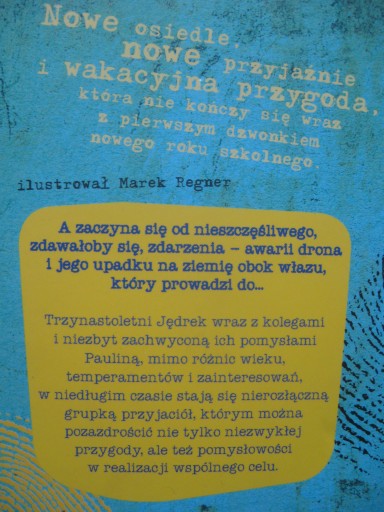 Nowe osiedle,
nowe przyjaźnie
i wakacyjna przygoda,
która nie kończy się wraz
z pierwszym dzwonkiem
nowego roku szkolnego.
ilustrował Marek Regner
A zaczyna się od nieszczęśliwego,
zdawałoby się, zdarzenia – awarii drona
i jego upadku na ziemię obok włazu,
który prowadzi do...
Trzynastoletni Jędrek wraz z kolegami
i niezbyt zachwyconą ich pomysłami
Pauliną, mimo różnic wieku,
temperamentów i zainteresowań,
w niedługim czasie stają się nierozłączną
grupką przyjaciół, którym można
pozazdrościć nie tylko niezwykłej
przygody, ale też pomysłowości
w realizacji wspólnego celu.